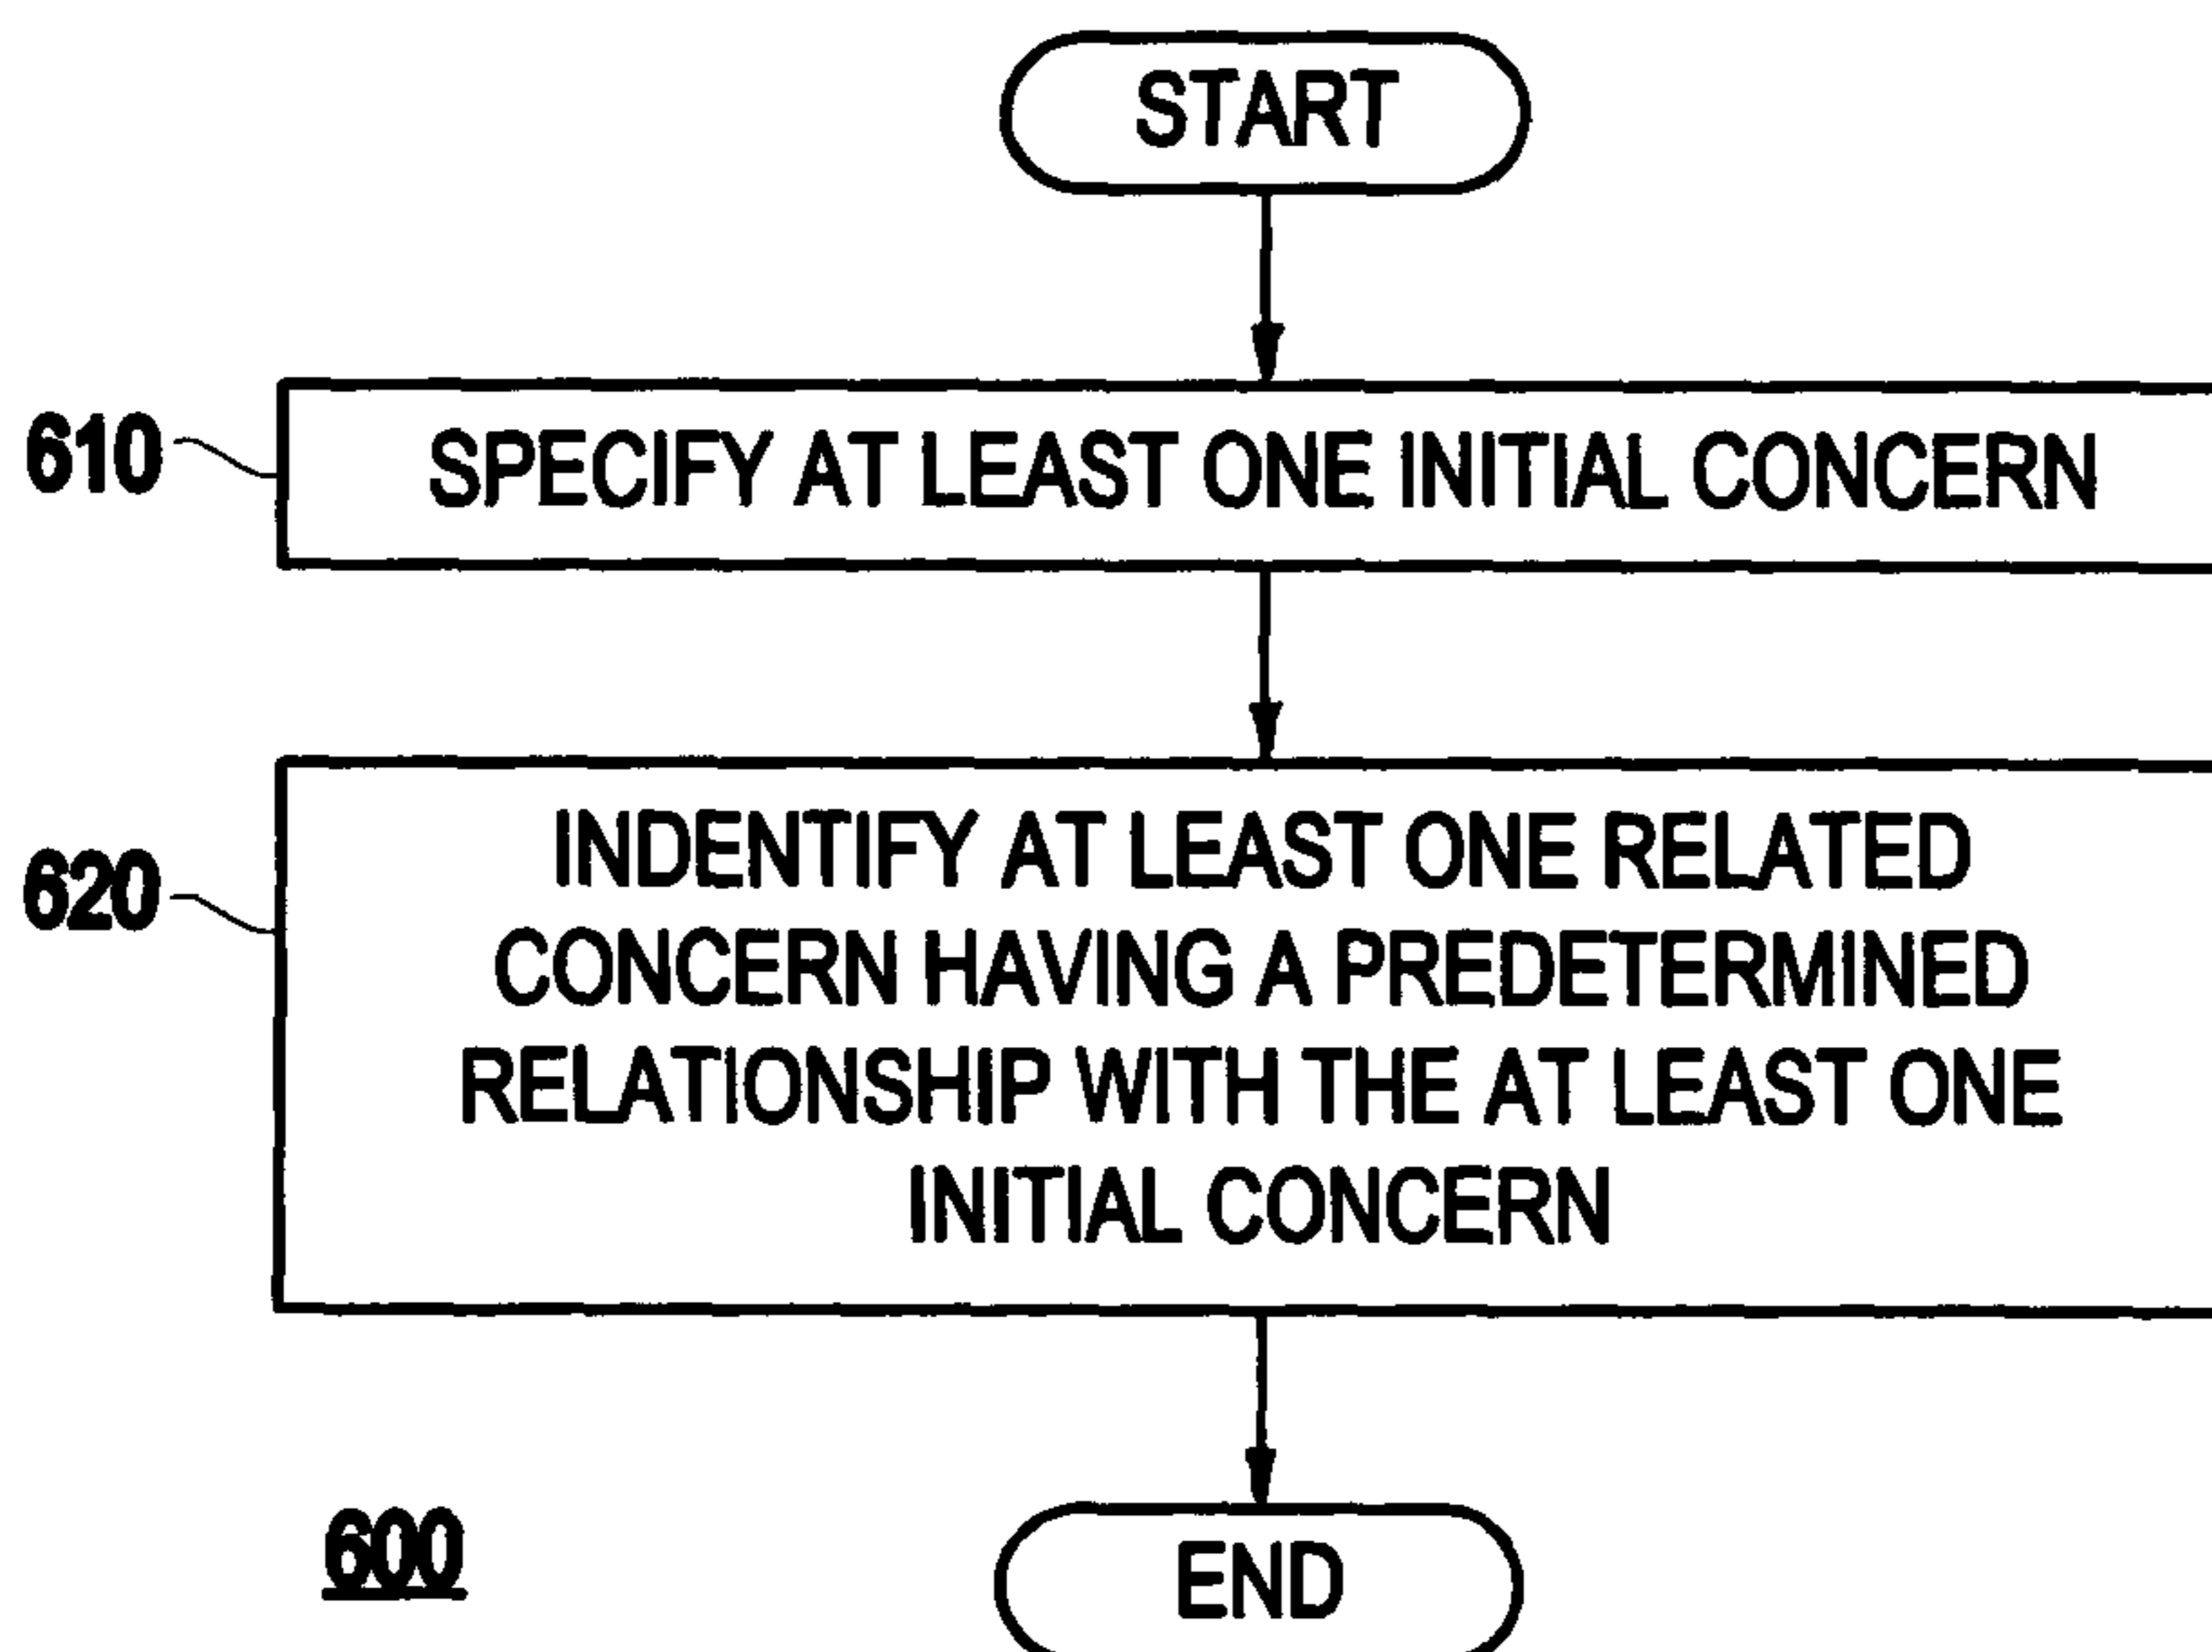 START
610
SPECIFY AT LEAST ONE INITIAL CONCERN
620
INDENTIFY AT LEAST ONE RELATED
CONCERN HAVING A PREDETERMINED
RELATIONSHIP WITH THE AT LEAST ONE
INITIAL CONCERN
600
END